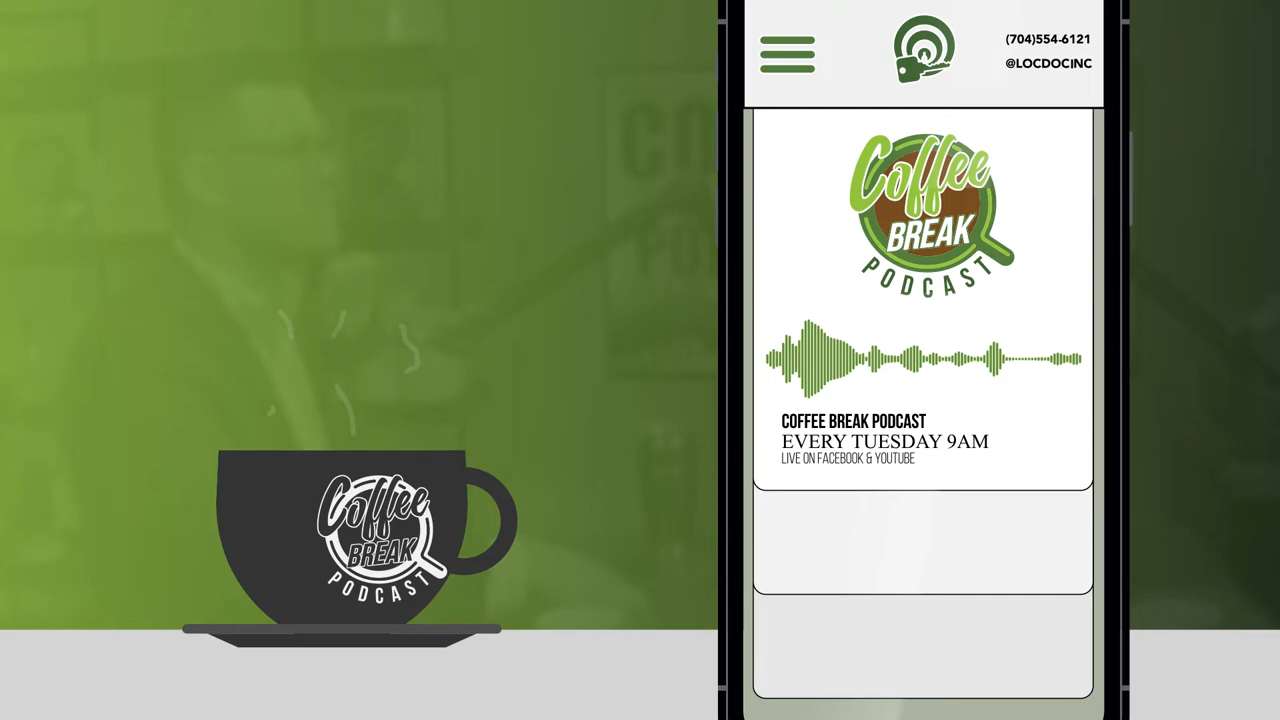 (704)554-6121
@LOCDOCINC
Coffee
BREAK
PODCAST
COFFEE BREAK PODCAST
EVERY TUESDAY 9AM
LIVE ON FACEBOOK & YOUTUBE
Coffee
BREAK
PODCAST